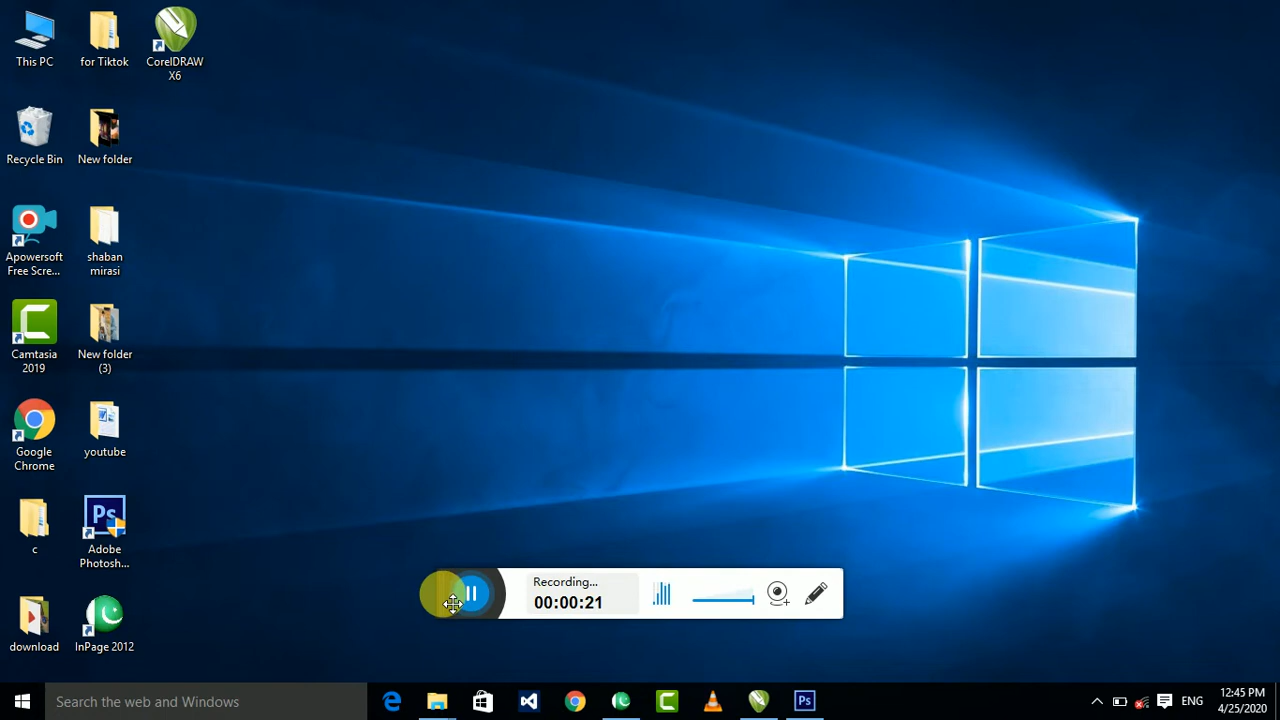 This PC
for Tiktok
CorelDRAW
X6
Recycle Bin
New folder
Apowersoft
Free Scre...
shaban
mirasi
Camtasia
2019
New folder
(3)
Google
Chrome
youtube
c
Ps
Adobe
Photosh...
download
InPage 2012
Recording...
00:00:21
Search the web and Windows
Ps
ENG
12:45 PM
4/25/2020